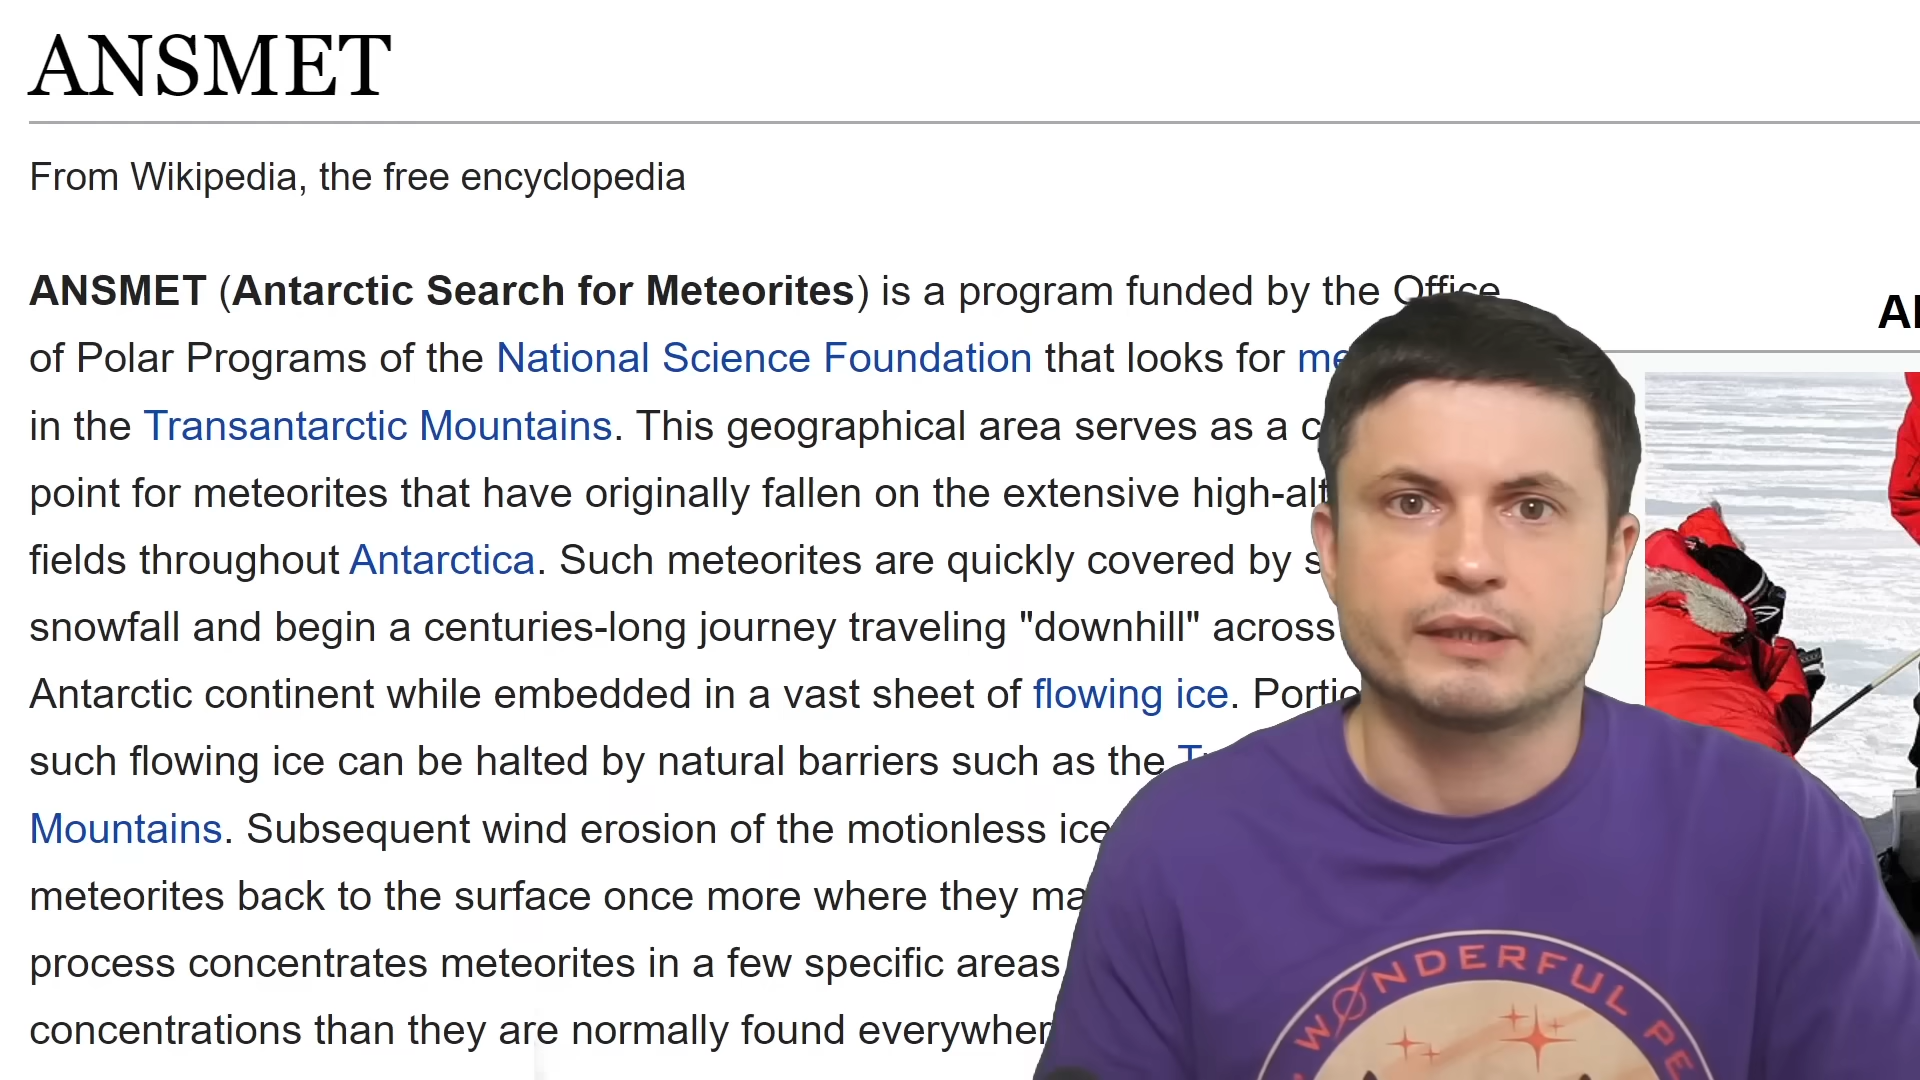 ANSMET
From Wikipedia, the free encyclopedia
ANSMET (Antarctic Search for Meteorites) is a program funded by the Office
of Polar Programs of the National Science Foundation that looks for
in the Transantarctic Mountains. This geographical area serves as a
point for meteorites that have originally fallen on the extensive
fields throughout Antarctica. Such meteorites are quickly covered by
snowfall and begin a centuries-long journey traveling "downhill" across
Antarctic continent while embedded in a vast sheet of flowing ice.
such flowing ice can be halted by natural barriers such as the
Mountains. Subsequent wind erosion of the motionless ice
meteorites back to the surface once more where they
process concentrates meteorites in a few specific areas
concentrations than they are normally found
WONDERFUL